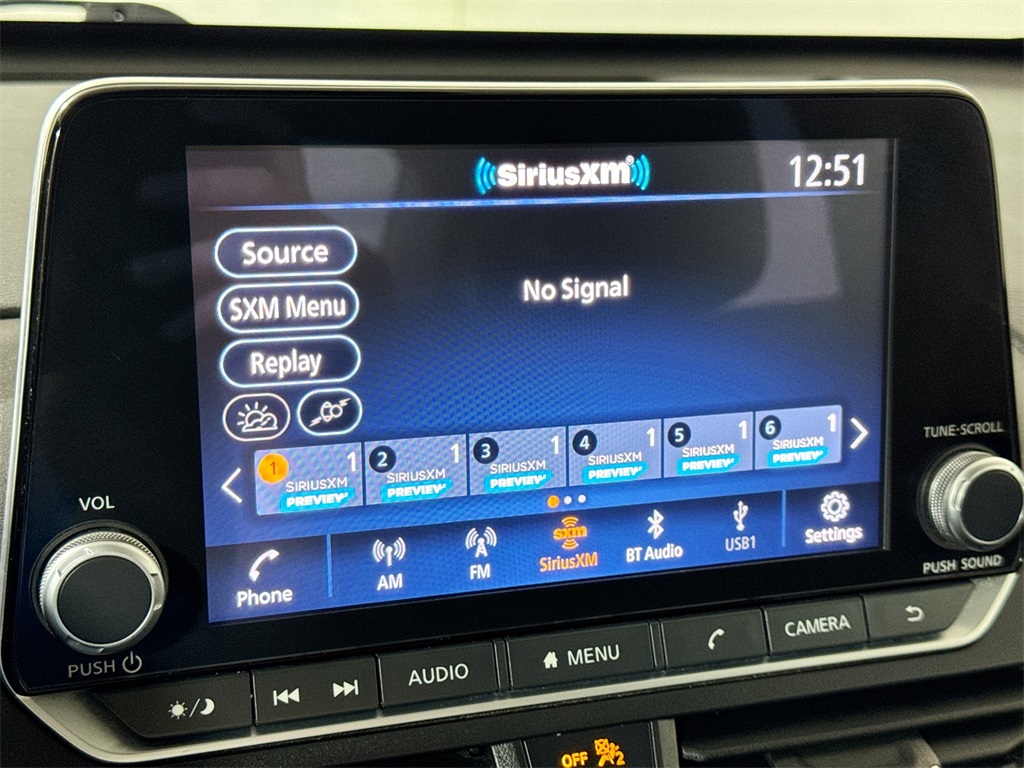 SiriusXM®
12:51
Source
SXM Menu
Replay
No Signal
1 1 SIRIUSXM PREVIEW
2 1 SIRIUSXM PREVIEW
3 1 SIRIUSXM PREVIEW
4 1 SIRIUSXM PREVIEW
5 1 SIRIUSXM PREVIEW
6 1 SIRIUSXM PREVIEW
Phone
AM
FM
sxm
SiriusXM
BT Audio
USB1
Settings
VOL
PUSH
TUNE·SCROLL
PUSH SOUND
AUDIO
MENU
CAMERA
OFF
2